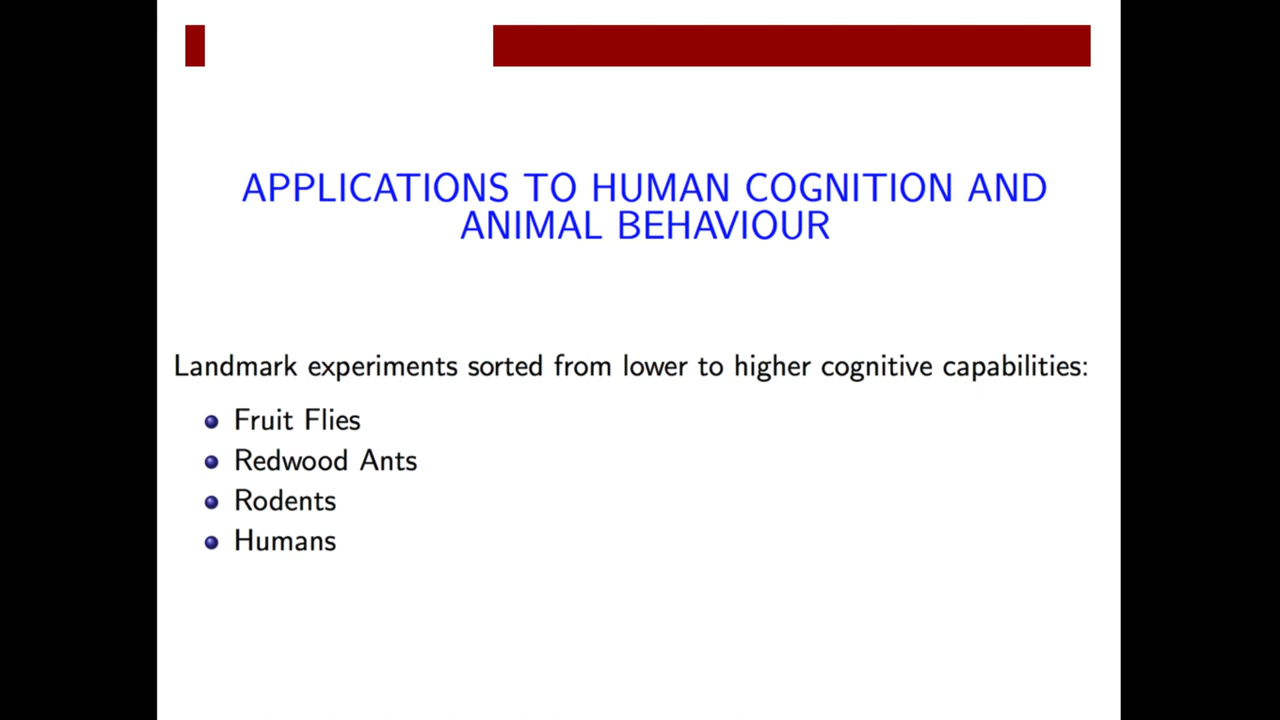 APPLICATIONS TO HUMAN COGNITION AND
ANIMAL BEHAVIOUR
Landmark experiments sorted from lower to higher cognitive capabilities:
Fruit Flies
Redwood Ants
Rodents
Humans